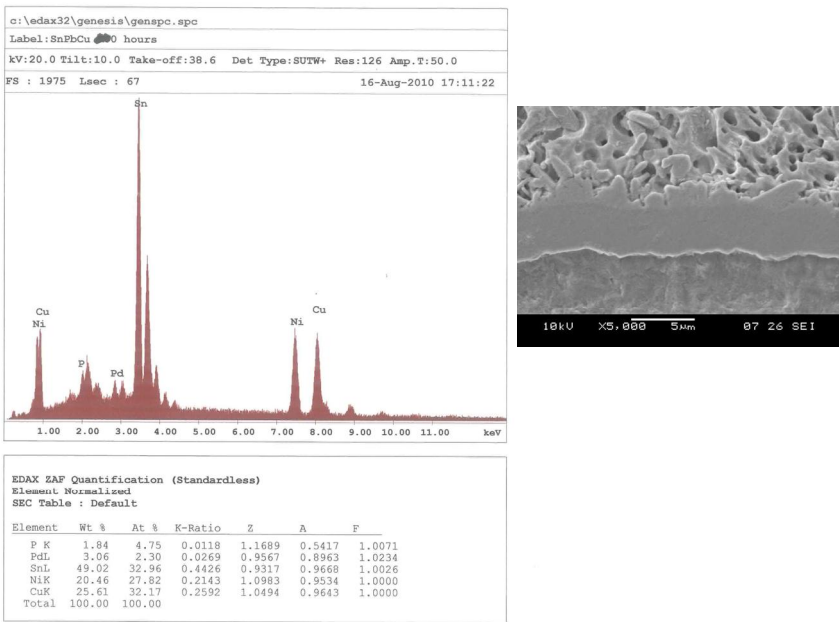 c:\edax32\genesis\genspc.spc
Label:SnPbCu 0 hours
kV:20.0 Tilt:10.0 Take-off:38.6 Det Type:SUTW+ Res:126 Amp.T:50.0
FS : 1975 Lsec : 67 16-Aug-2010 17:11:22
Sn
Cu
Ni
P
Pd
Ni
Cu
1.00 2.00 3.00 4.00 5.00 6.00 7.00 8.00 9.00 10.00 11.00 keV
10kU X5,000 5µm 07 26 SEI
EDAX ZAF Quantification (Standardless)
Element Normalized
SEC Table : Default
Element Wt % At % K-Ratio Z A F
P K 1.84 4.75 0.0118 1.1689 0.5417 1.0071
PdL 3.06 2.30 0.0269 0.9567 0.8963 1.0234
SnL 49.02 32.96 0.4426 0.9317 0.9668 1.0026
NiK 20.46 27.82 0.2143 1.0983 0.9534 1.0000
CuK 25.61 32.17 0.2592 1.0494 0.9643 1.0000
Total 100.00 100.00